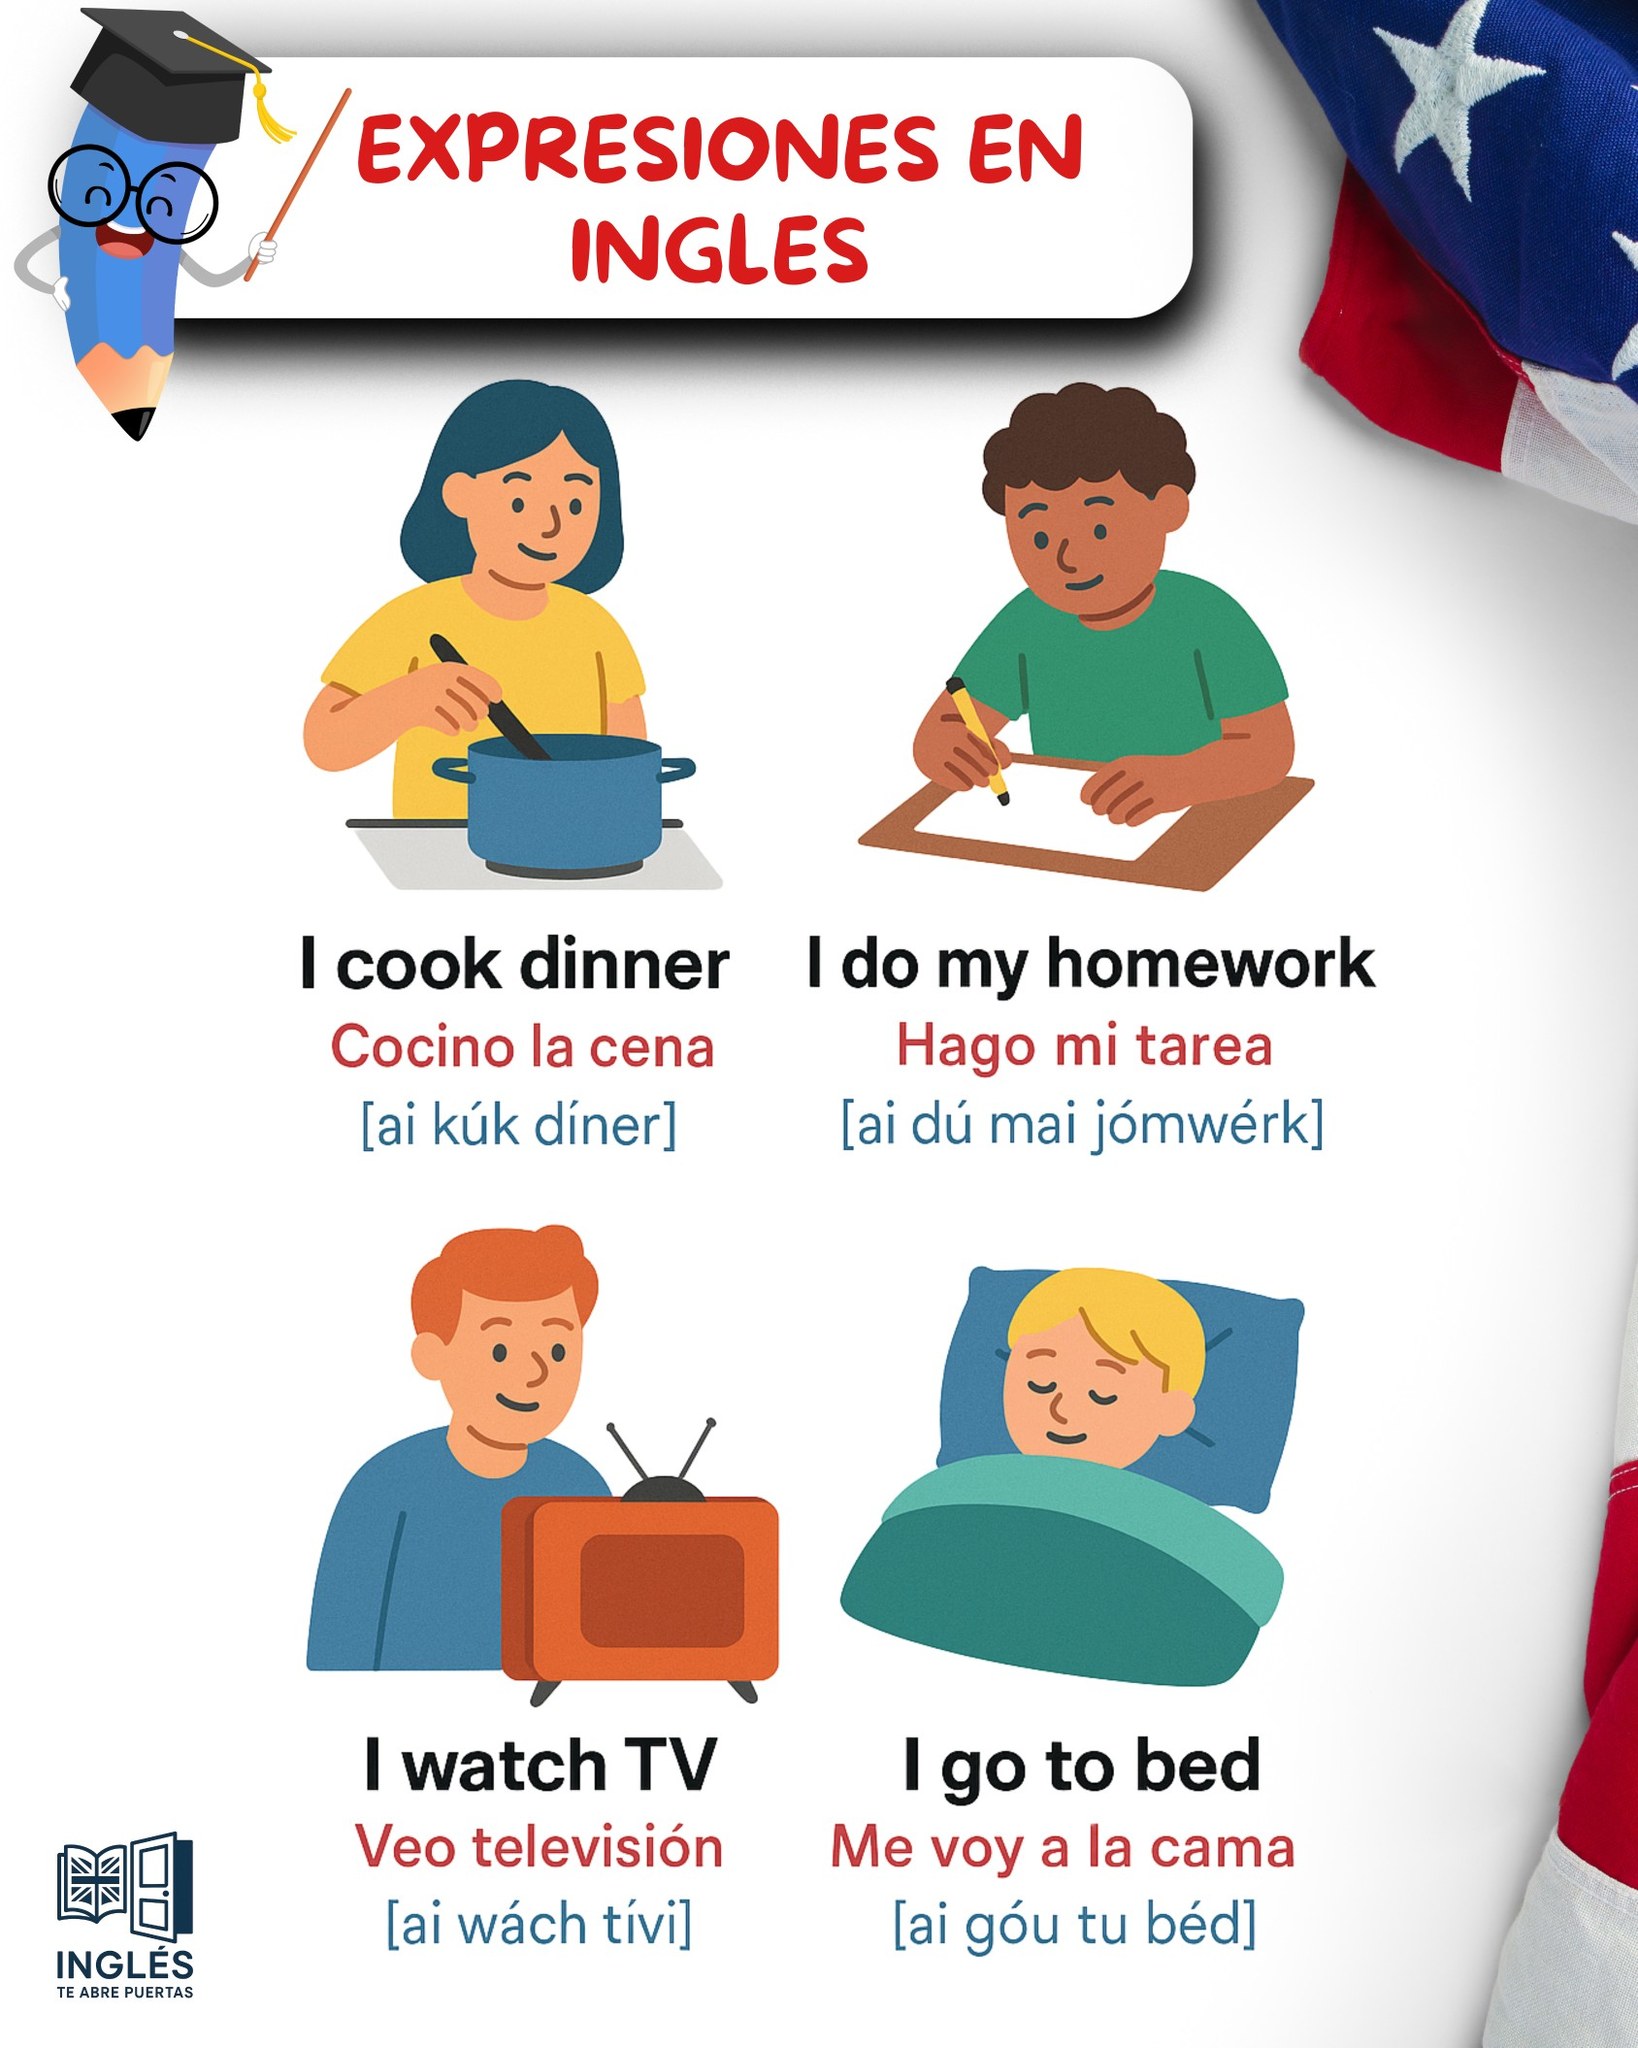 EXPRESIONES EN
INGLES
I cook dinner
Cocino la cena
[ai kúk díner]
I do my homework
Hago mi tarea
[ai dú mai jómwérk]
I watch TV
Veo televisión
[ai wách tívi]
I go to bed
Me voy a la cama
[ai góu tu béd]
INGLÉS
TE ABRE PUERTAS